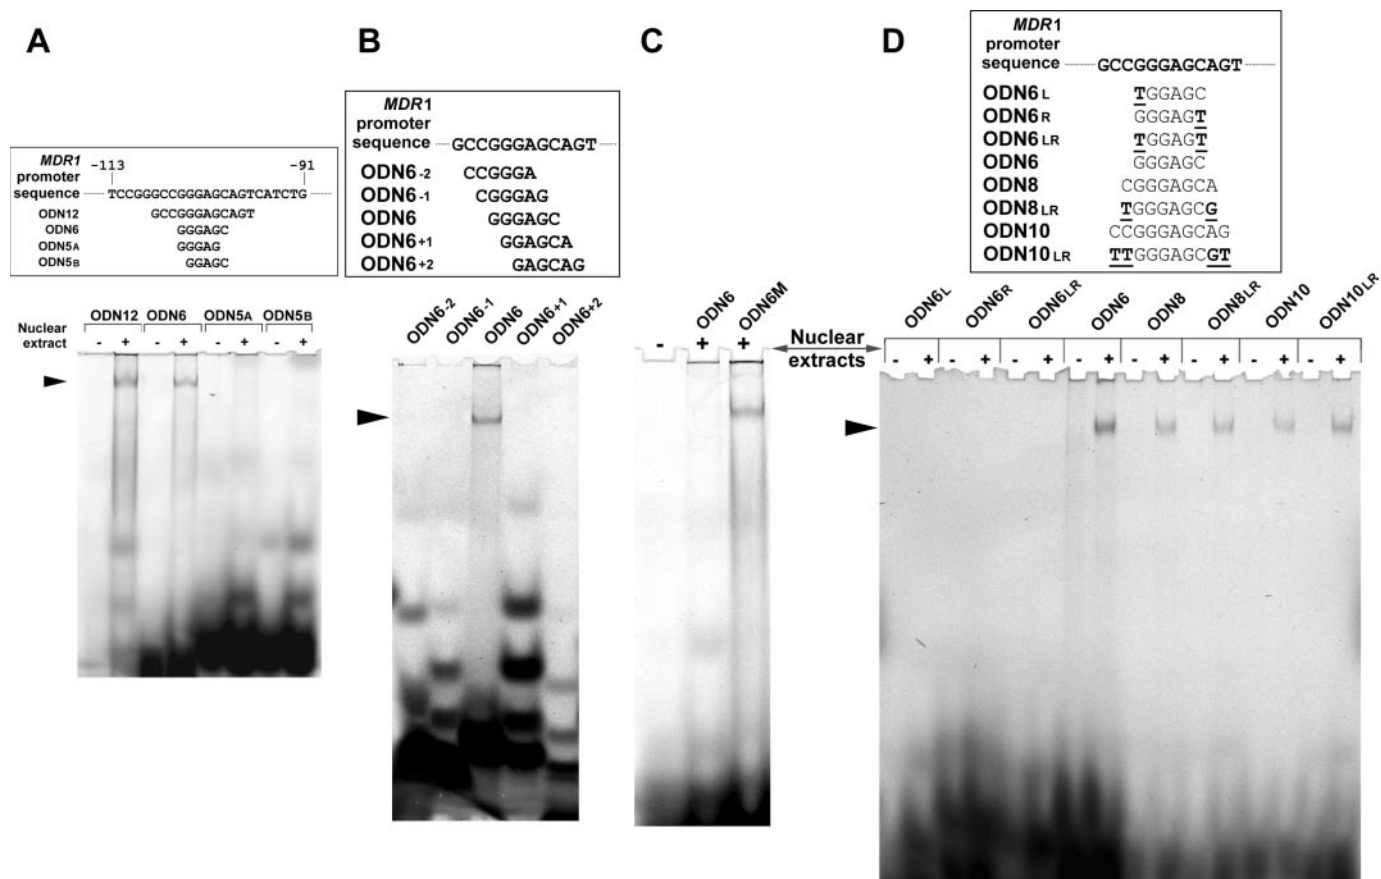 A
MDR1
promoter
sequence
-113
-91
TCCGGGCCGGGAGCAGTCATCTG
ODN12 GCCGGGAGCAGT
ODN6 GGGAGC
ODN5A GGGAG
ODN5B GGAGC
ODN12 ODN6 ODN5A ODN5B
Nuclear
extract
- + - + - + - +
B
MDR1
promoter
sequence GCCGGGAGCAGT
ODN6-2 CCGGGA
ODN6-1 CGGGAG
ODN6 GGGAGC
ODN6+1 GGAGCA
ODN6+2 GAGCAG
ODN6-2 ODN6-1 ODN6 ODN6+1 ODN6+2
C
ODN6 ODN6M
- + +
Nuclear
extracts
D
MDR1
promoter
sequence GCCGGGAGCAGT
ODN6L TGGAGC
ODN6R GGGAGT
ODN6LR TGGAGT
ODN6 GGGAGC
ODN8 CGGGAGCA
ODN8LR TGGGAGCG
ODN10 CCGGGAGCAG
ODN10LR TTGGGAGCGT
ODN6L ODN6R ODN6LR ODN6 ODN8 ODN8LR ODN10 ODN10LR
- + - + - + - + - + - + - + - +